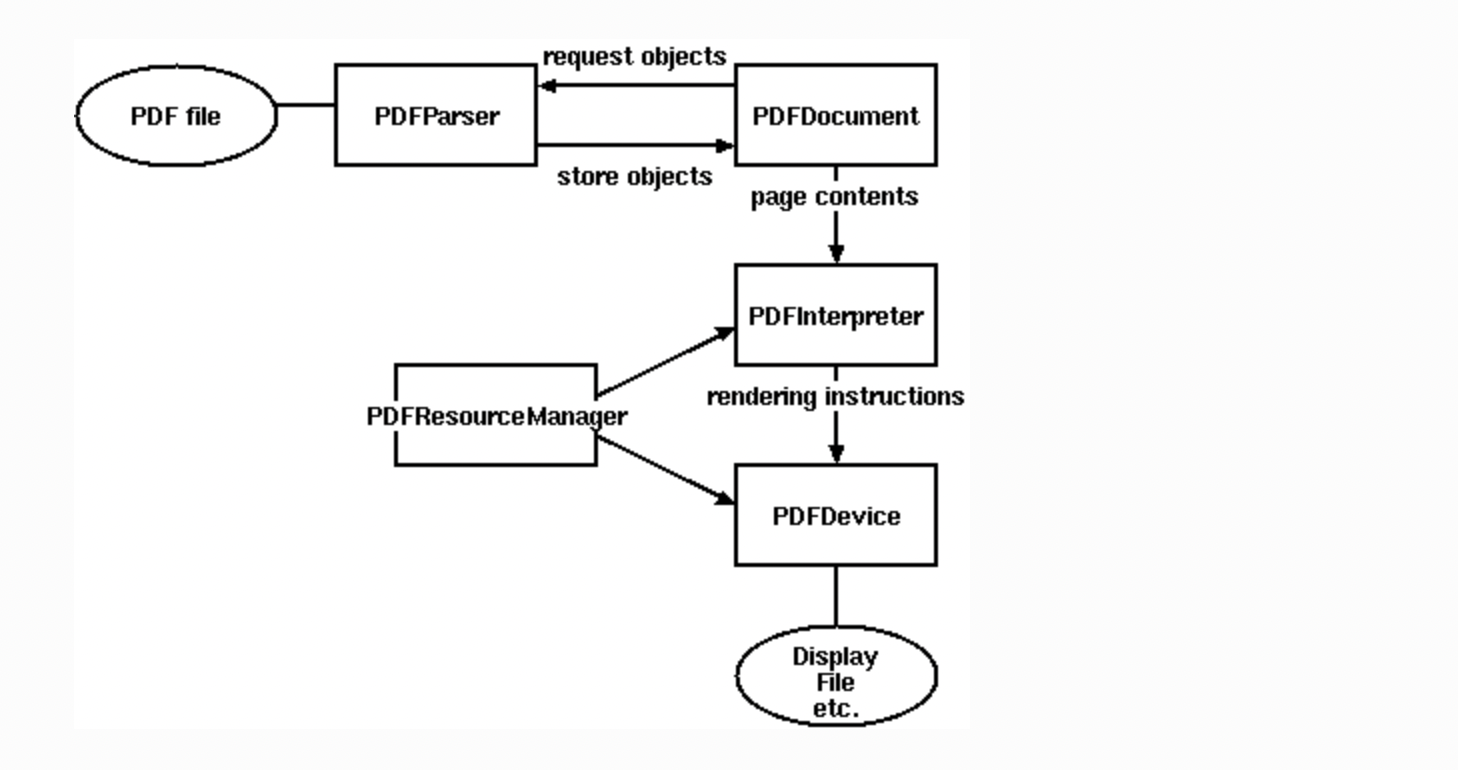 request objects
PDF file
PDFParser
PDFDocument
store objects
page contents
PDFInterpreter
rendering instructions
PDFResourceManager
PDFDevice
Display
File
etc.